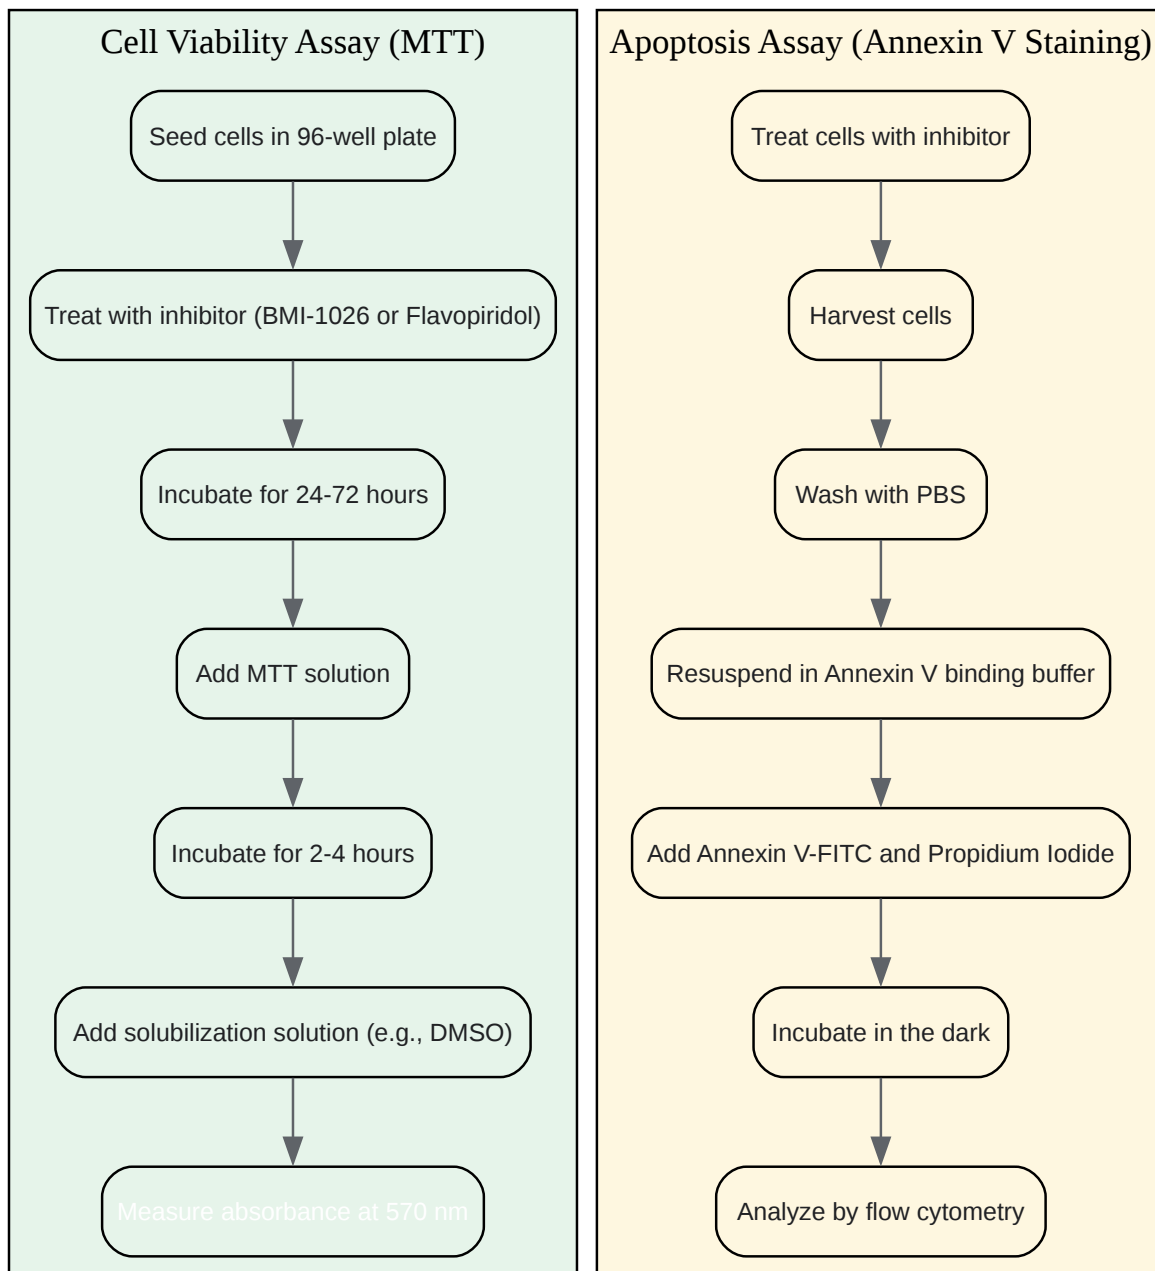 Cell Viability Assay (MTT)
Seed cells in 96-well plate
Treat with inhibitor (BMI-1026 or Flavopiridol)
Incubate for 24-72 hours
Add MTT solution
Incubate for 2-4 hours
Add solubilization solution (e.g., DMSO)
Measure absorbance at 570 nm
Apoptosis Assay (Annexin V Staining)
Treat cells with inhibitor
Harvest cells
Wash with PBS
Resuspend in Annexin V binding buffer
Add Annexin V-FITC and Propidium Iodide
Incubate in the dark
Analyze by flow cytometry